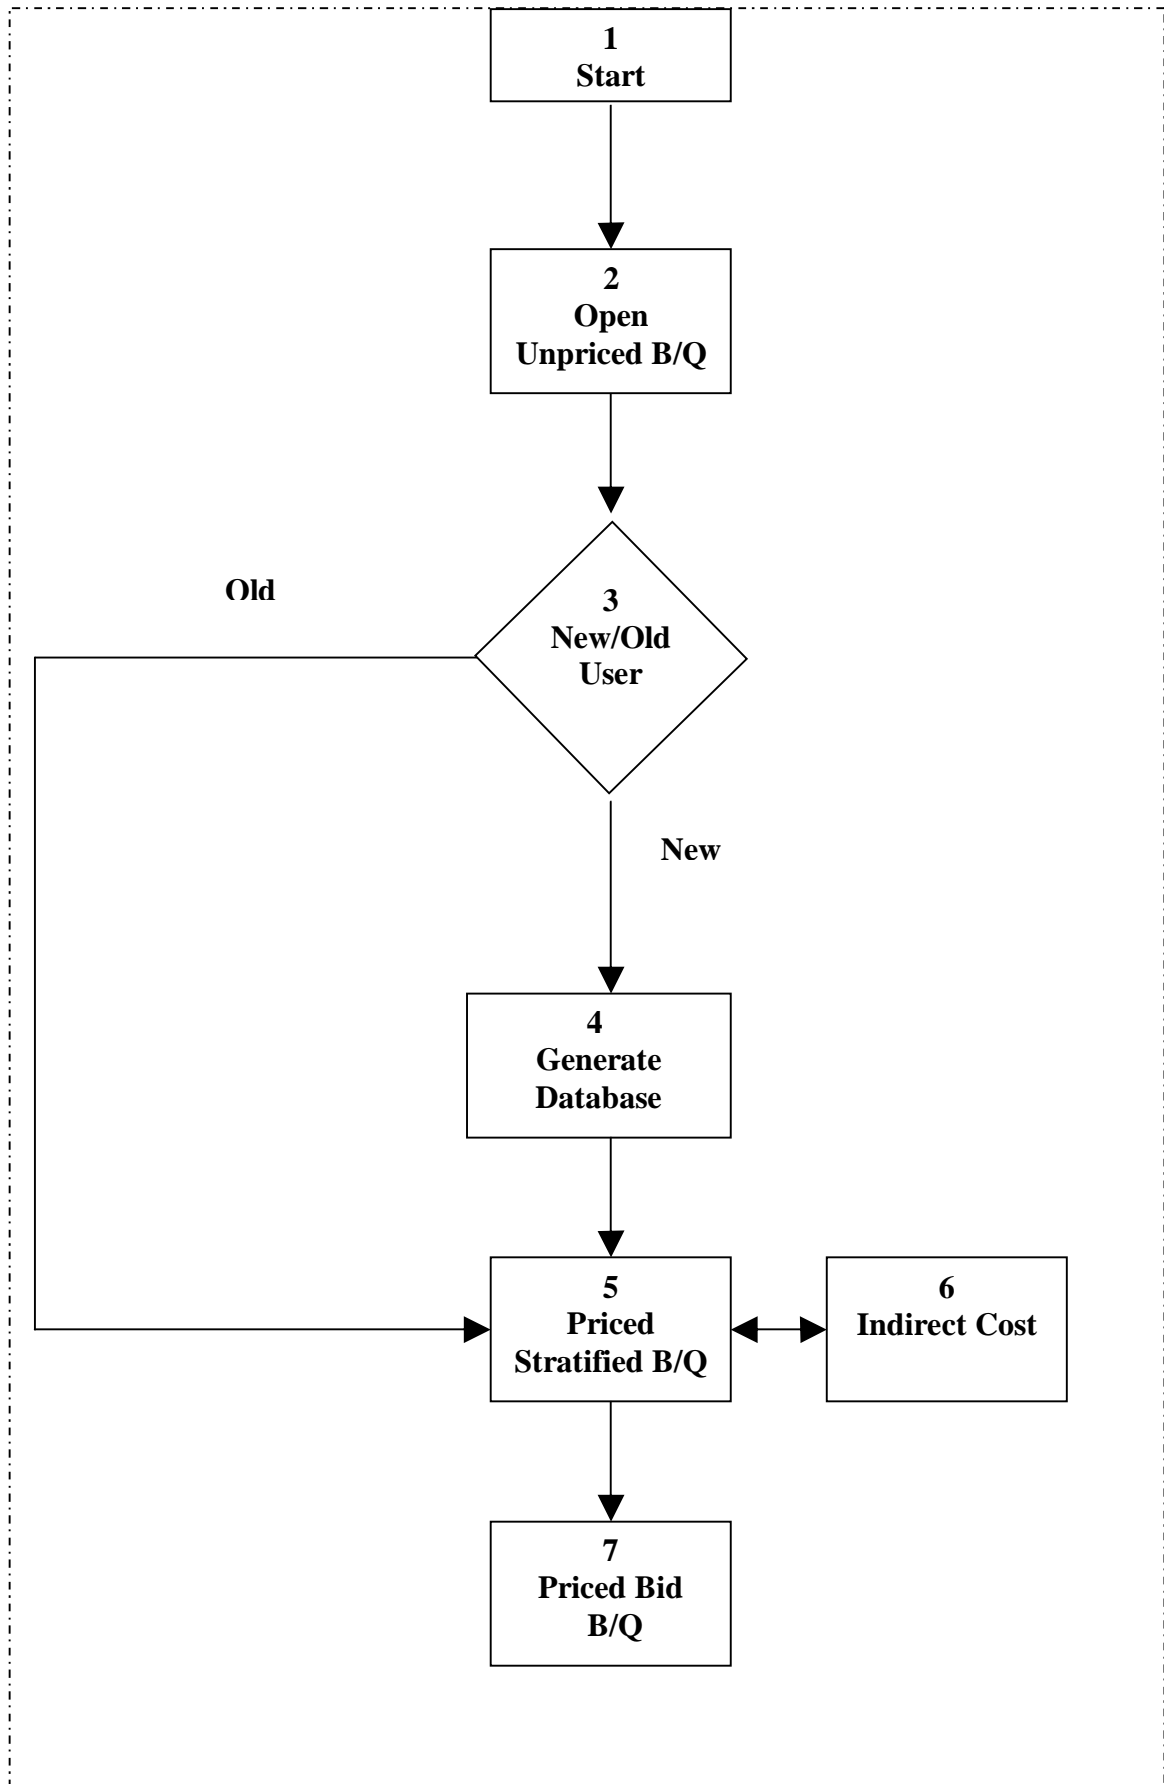 1
Start
2
Open
Unpriced B/Q
Old
3
New/Old
User
New
4
Generate
Database
5
Priced
Stratified B/Q
6
Indirect Cost
7
Priced Bid
B/Q